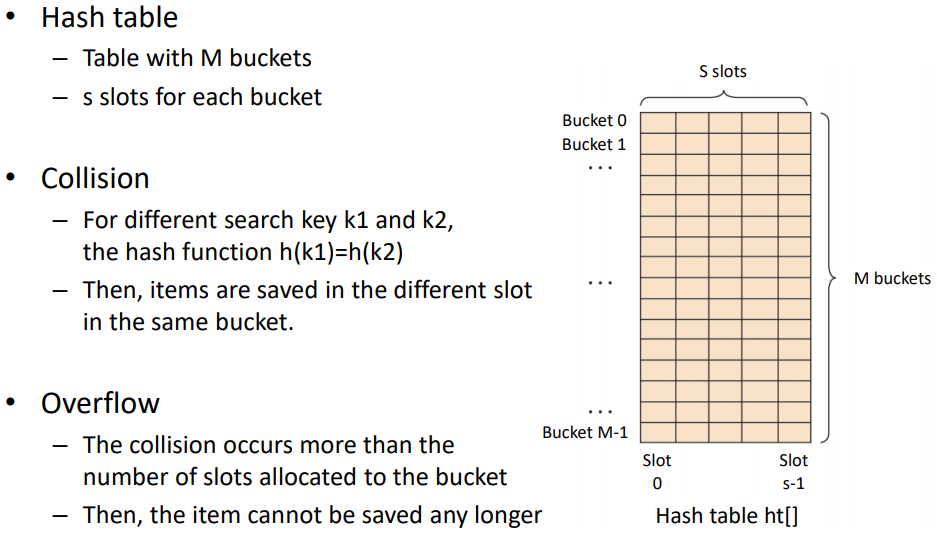 • Hash table
– Table with M buckets
– s slots for each bucket
• Collision
– For different search key k1 and k2,
the hash function h(k1)=h(k2)
– Then, items are saved in the different slot
in the same bucket.
• Overflow
– The collision occurs more than the
number of slots allocated to the bucket
– Then, the item cannot be saved any longer
S slots
Bucket 0
Bucket 1
...
...
M buckets
...
Bucket M-1
Slot
0
Slot
s-1
Hash table ht[]